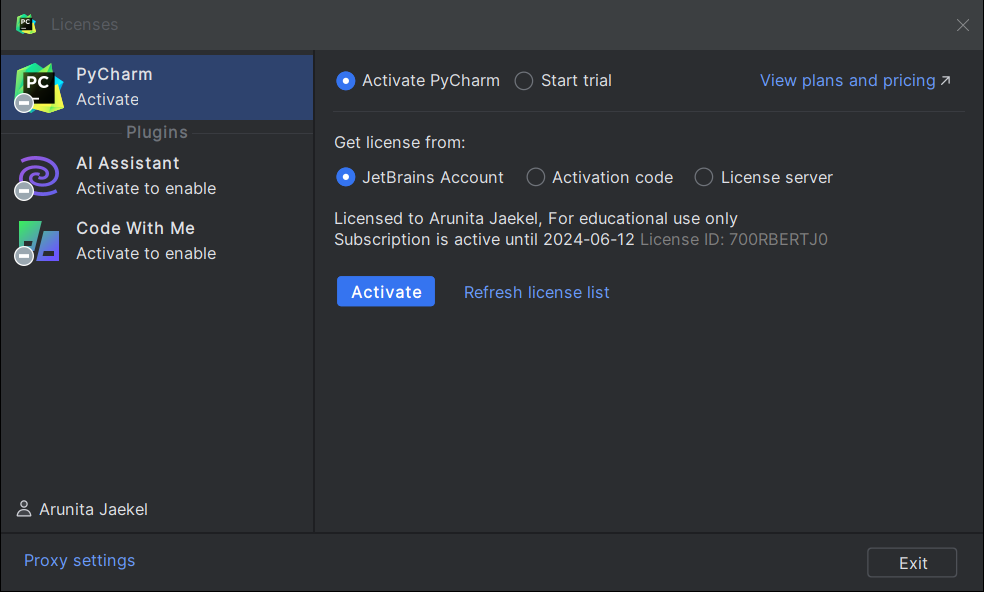 Licenses
PyCharm
Activate
Plugins
AI Assistant
Activate to enable
Code With Me
Activate to enable
Arunita Jaekel
Activate PyCharm Start trial View plans and pricing
Get license from:
JetBrains Account Activation code License server
Licensed to Arunita Jaekel, For educational use only
Subscription is active until 2024-06-12 License ID: 700RBERTJ0
Activate Refresh license list
Proxy settings
Exit